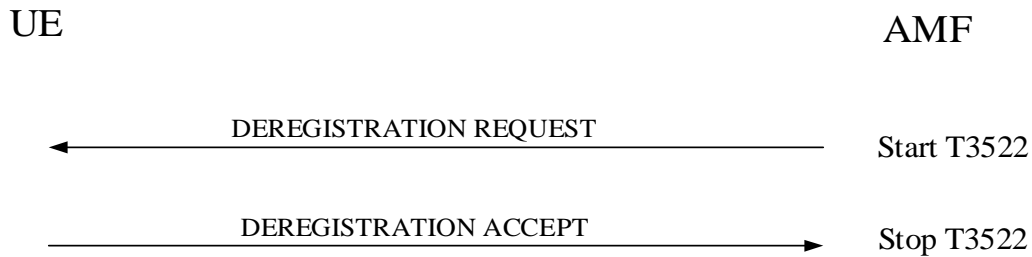 UE
AMF
DEREGISTRATION REQUEST
Start T3522
DEREGISTRATION ACCEPT
Stop T3522